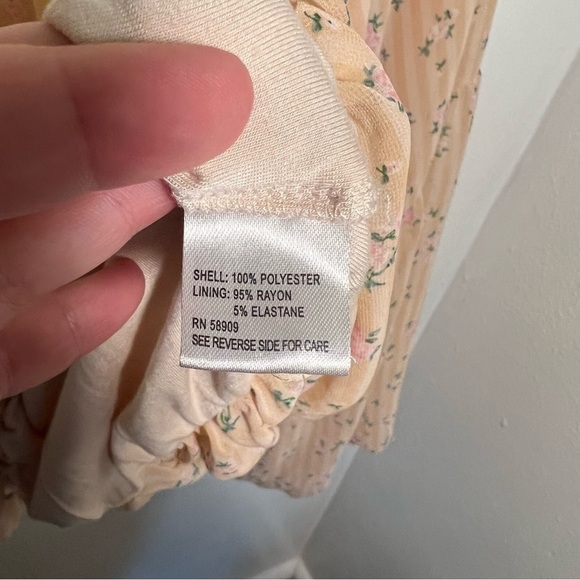 SHELL: 100% POLYESTER
LINING: 95% RAYON
5% ELASTANE
RN 58909
SEE REVERSE SIDE FOR CARE